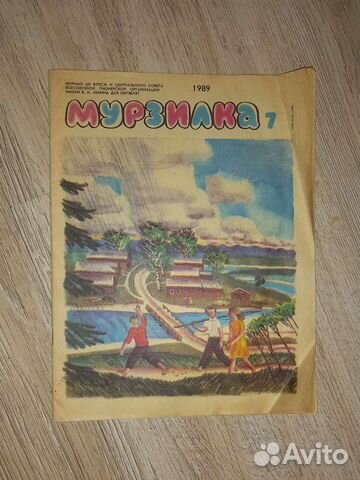 ЖУРНАЛ ЦК ВЛКСМ И ЦЕНТРАЛЬНОГО СОВЕТА
ВСЕСОЮЗНОЙ ПИОНЕРСКОЙ ОРГАНИЗАЦИИ
ИМЕНИ В. И. ЛЕНИНА ДЛЯ ОКТЯБРЯТ
1989
МУРЗИЛКА 7
Avito